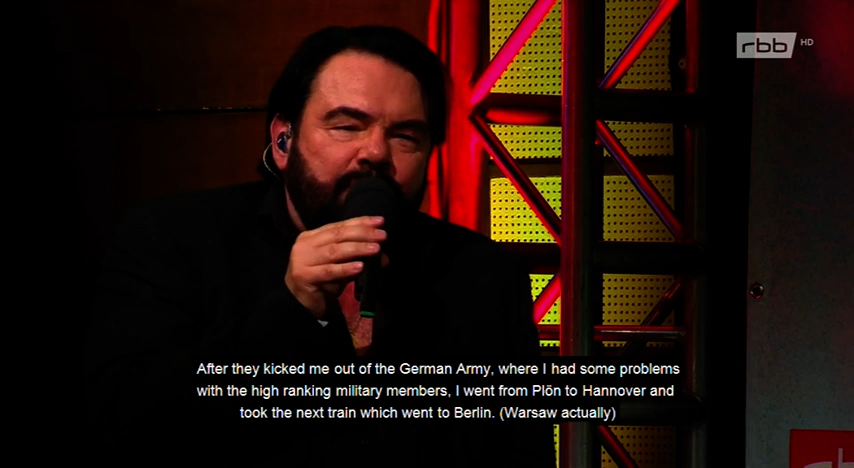 rbb HD
After they kicked me out of the German Army, where I had some problems
with the high ranking military members, I went from Plön to Hannover and
took the next train which went to Berlin. (Warsaw actually)